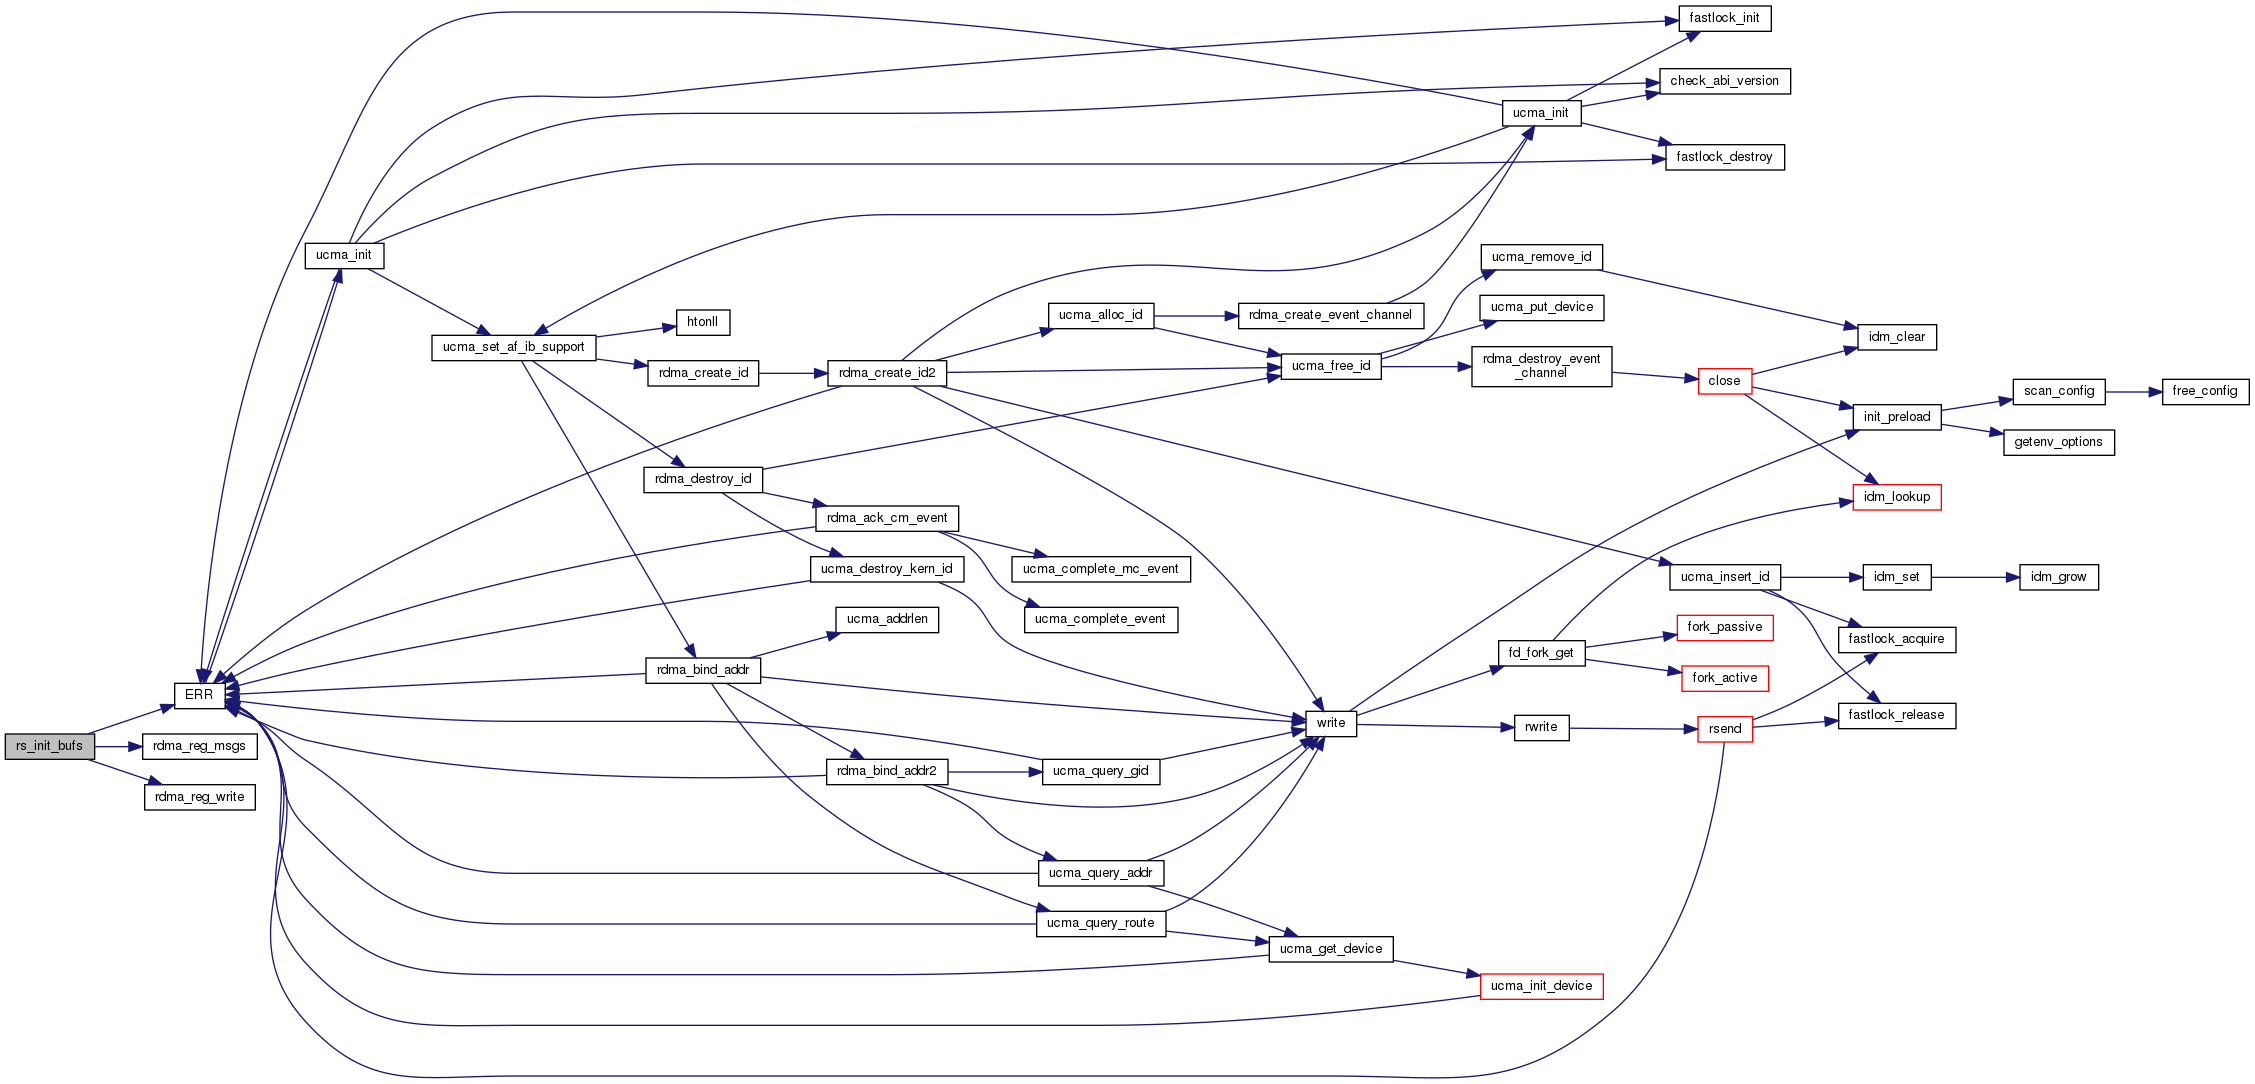 fastlock_init
check_abi_version
ucma_init
fastlock_destroy
ucma_init
ucma_remove_id
ucma_put_device
htonll
ucma_alloc_id
rdma_create_event_channel
idm_clear
ucma_set_af_ib_support
rdma_create_id
rdma_create_id2
ucma_free_id
rdma_destroy_event
_channel
close
scan_config
free_config
init_preload
getenv_options
rdma_destroy_id
idm_lookup
rdma_ack_cm_event
ucma_destroy_kern_id
ucma_complete_mc_event
ucma_insert_id
idm_set
idm_grow
ucma_addrlen
ucma_complete_event
fork_passive
fastlock_acquire
fd_fork_get
rdma_bind_addr
fork_active
ERR
write
rwrite
rsend
fastlock_release
rs_init_bufs
rdma_reg_msgs
rdma_bind_addr2
ucma_query_gid
rdma_reg_write
ucma_query_addr
ucma_query_route
ucma_get_device
ucma_init_device